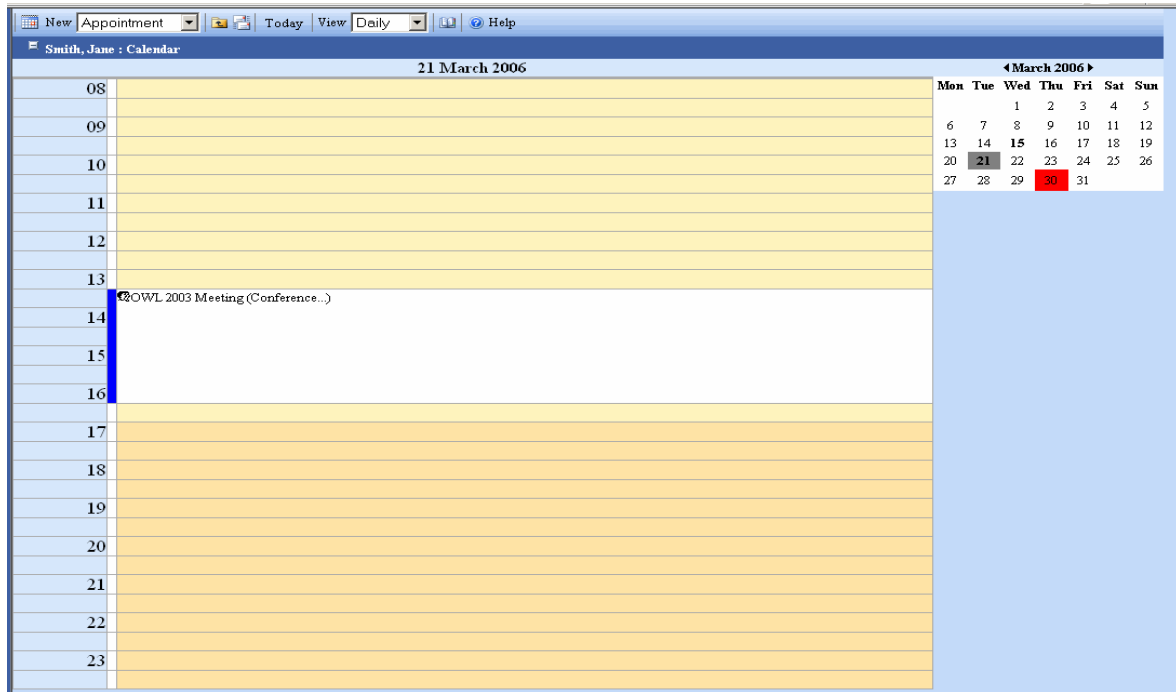 New Appointment Today View Daily Help
Smith, Jane : Calendar
21 March 2006
08
09
10
11
12
13
OWL 2003 Meeting (Conference...)
14
15
16
17
18
19
20
21
22
23
March 2006
Mon Tue Wed Thu Fri Sat Sun
1 2 3 4 5
6 7 8 9 10 11 12
13 14 15 16 17 18 19
20 21 22 23 24 25 26
27 28 29 30 31